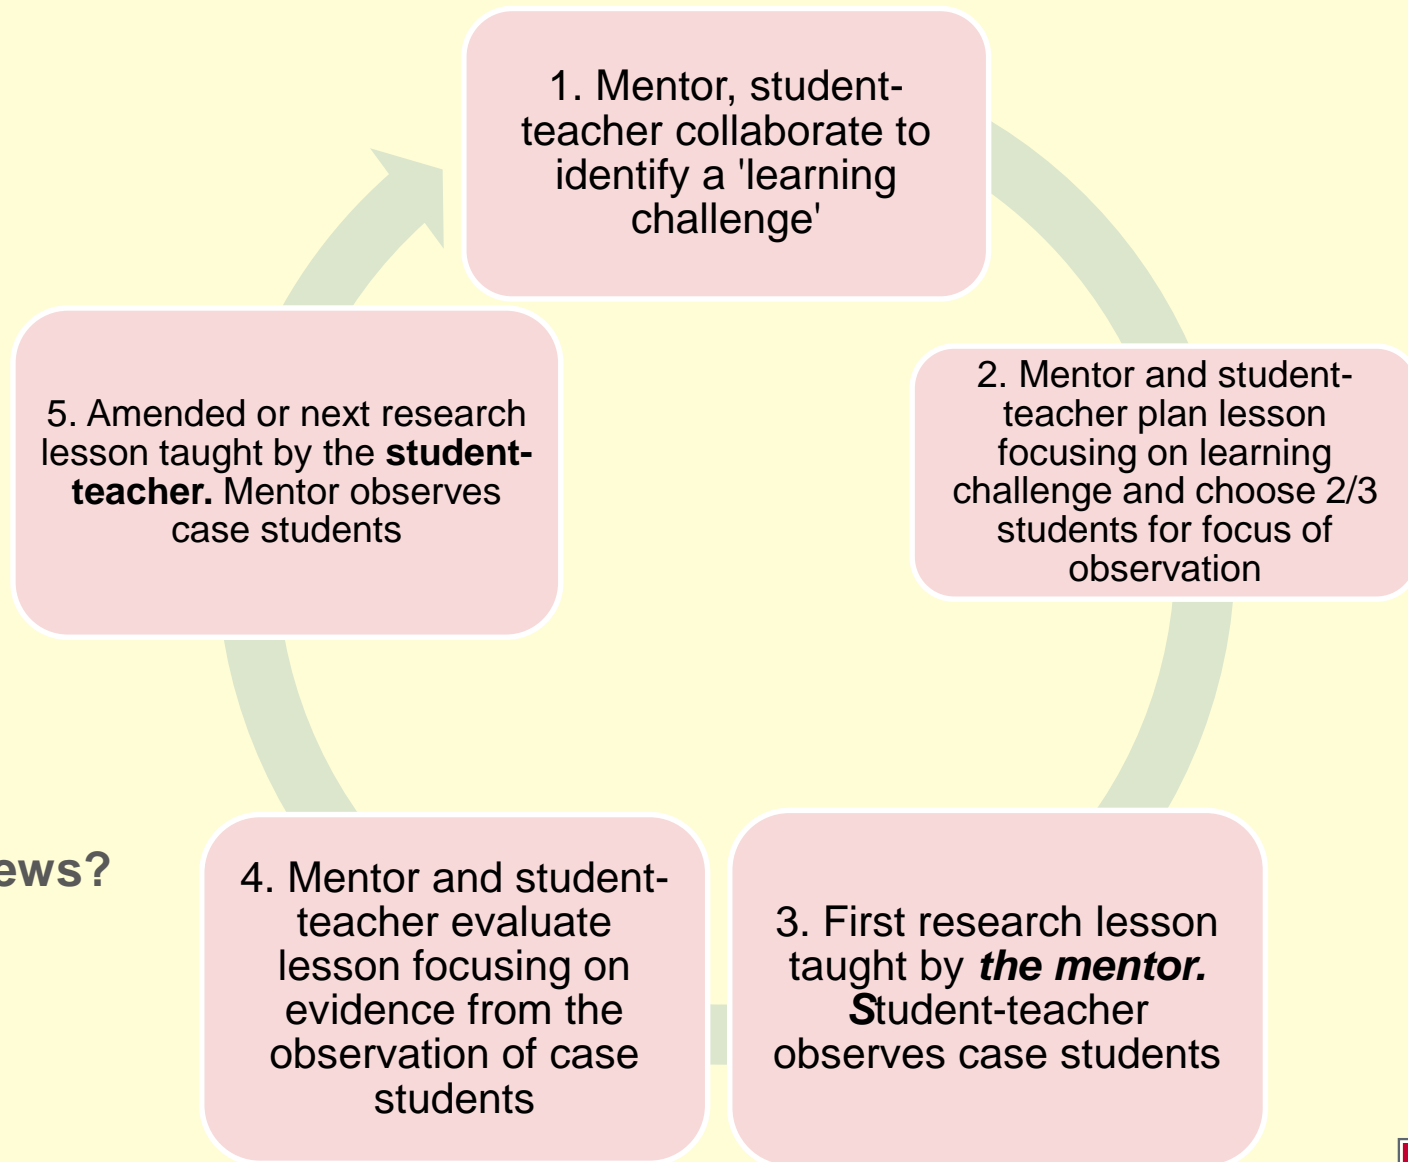 1. Mentor, student-
teacher collaborate to
identify a 'learning
challenge'
2. Mentor and student-
teacher plan lesson
focusing on learning
challenge and choose 2/3
students for focus of
observation
3. First research lesson
taught by the mentor.
Student-teacher
observes case students
4. Mentor and student-
teacher evaluate
lesson focusing on
evidence from the
observation of case
students
5. Amended or next research
lesson taught by the student-
teacher. Mentor observes
case students
ews?